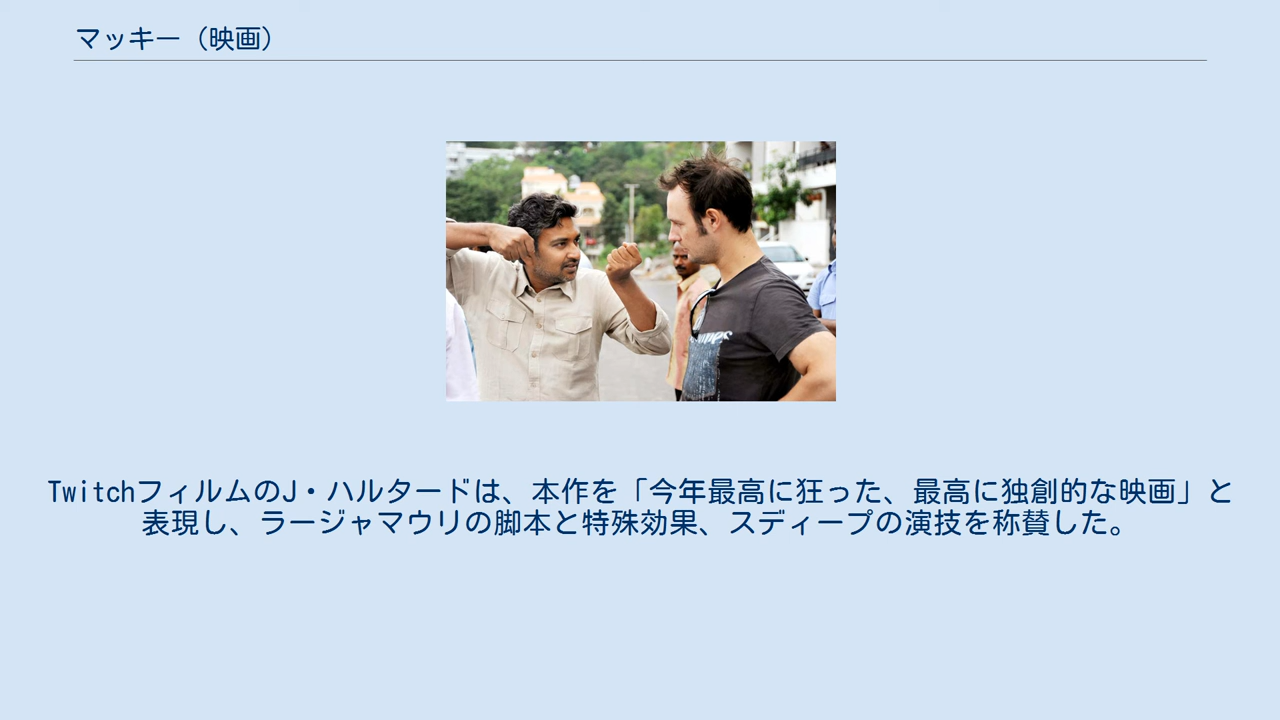 マッキー（映画）
TwitchフィルムのJ・ハルタードは、本作を「今年最高に狂った、最高に独創的な映画」と
表現し、ラージャマウリの脚本と特殊効果、スディープの演技を称賛した。